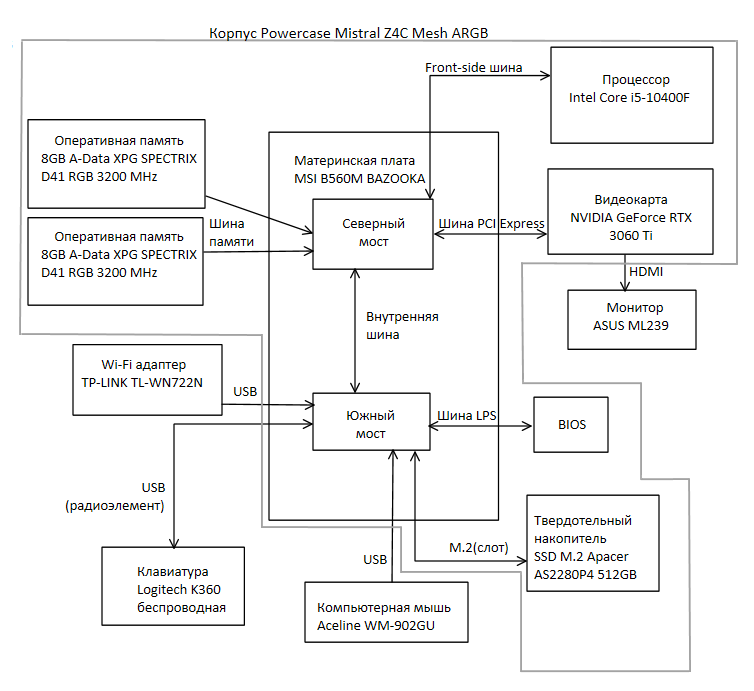 Корпус Powercase Mistral Z4C Mesh ARGB
Front-side шина
Процессор
Intel Core i5-10400F
Оперативная память
8GB A-Data XPG SPECTRIX
D41 RGB 3200 MHz
Материнская плата
MSI B560M BAZOOKA
Видеокарта
NVIDIA GeForce RTX
3060 Ti
Северный
мост
Шина PCI Express
Шина
памяти
Оперативная память
8GB A-Data XPG SPECTRIX
D41 RGB 3200 MHz
HDMI
Монитор
ASUS ML239
Внутренняя
шина
Wi-Fi адаптер
TP-LINK TL-WN722N
USB
Южный
мост
Шина LPS
BIOS
USB
(радиоэлемент)
Твердотельный
накопитель
SSD M.2 Apacer
AS2280P4 512GB
M.2(слот)
USB
Клавиатура
Logitech K360
беспроводная
Компьютерная мышь
Aceline WM-902GU